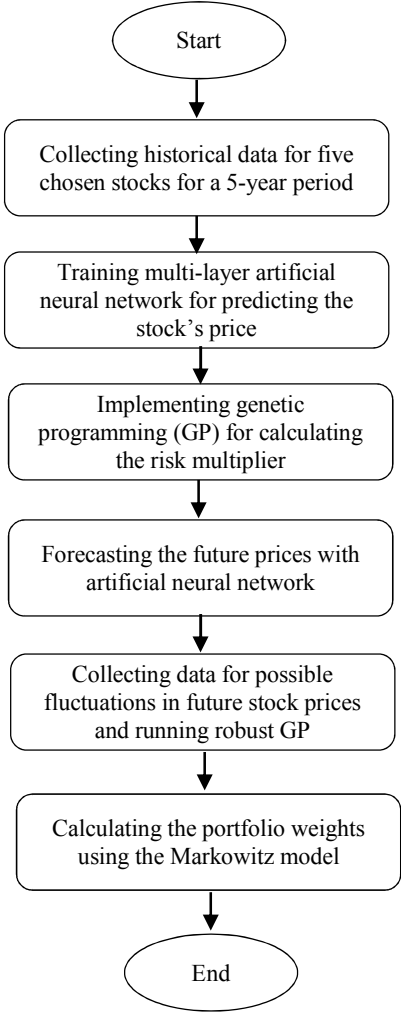 Start
Collecting historical data for five
chosen stocks for a 5-year period
Training multi-layer artificial
neural network for predicting the
stock’s price
Implementing genetic
programming (GP) for calculating
the risk multiplier
Forecasting the future prices with
artificial neural network
Collecting data for possible
fluctuations in future stock prices
and running robust GP
Calculating the portfolio weights
using the Markowitz model
End